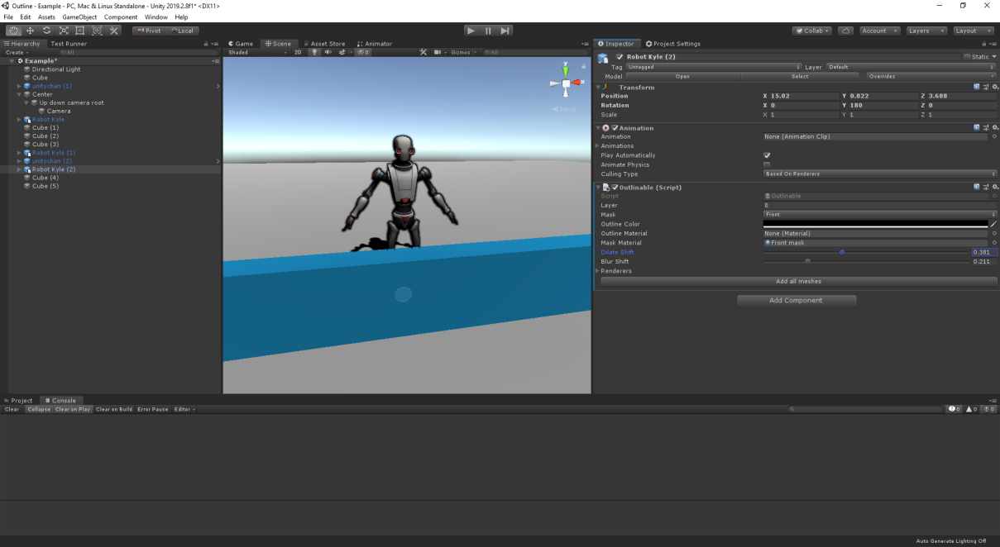 Outline - Example - PC, Mac & Linux Standalone - Unity 2019.2.8f1* <DX11>
File Edit Assets GameObject Component Window Help
Pivot Local
Collab Account Layers Layout
Hierarchy Test Runner
Create All
Example*
Directional Light
Cube
unitychan (1)
Center
Up down camera root
Camera
Robot Kyle
Cube (1)
Cube (2)
Cube (3)
Robot Kyle (1)
unitychan (2)
Robot Kyle (2)
Cube (4)
Cube (5)
Game Scene Asset Store Animator
Shaded 2D 0 Gizmos All
y
x
Persp
Inspector Project Settings
Robot Kyle (2) Static
Tag Untagged Layer Default
Model Open Select Overrides
Transform
Position X 15.02 Y 0.822 Z 3.688
Rotation X 0 Y 180 Z 0
Scale X 1 Y 1 Z 1
Animation
Animation None (Animation Clip)
Animations
Play Automatically
Animate Physics
Culling Type Based On Renderers
Outlinable (Script)
Script Outlinable
Layer 0
Mask Front
Outline Color
Outline Material None (Material)
Mask Material Front mask
Dilate Shift 0.381
Blur Shift 0.211
Renderers
Add all meshes
Add Component
Project Console
Clear Collapse Clear on Play Clear on Build Error Pause Editor 0 0 0
Auto Generate Lighting Off